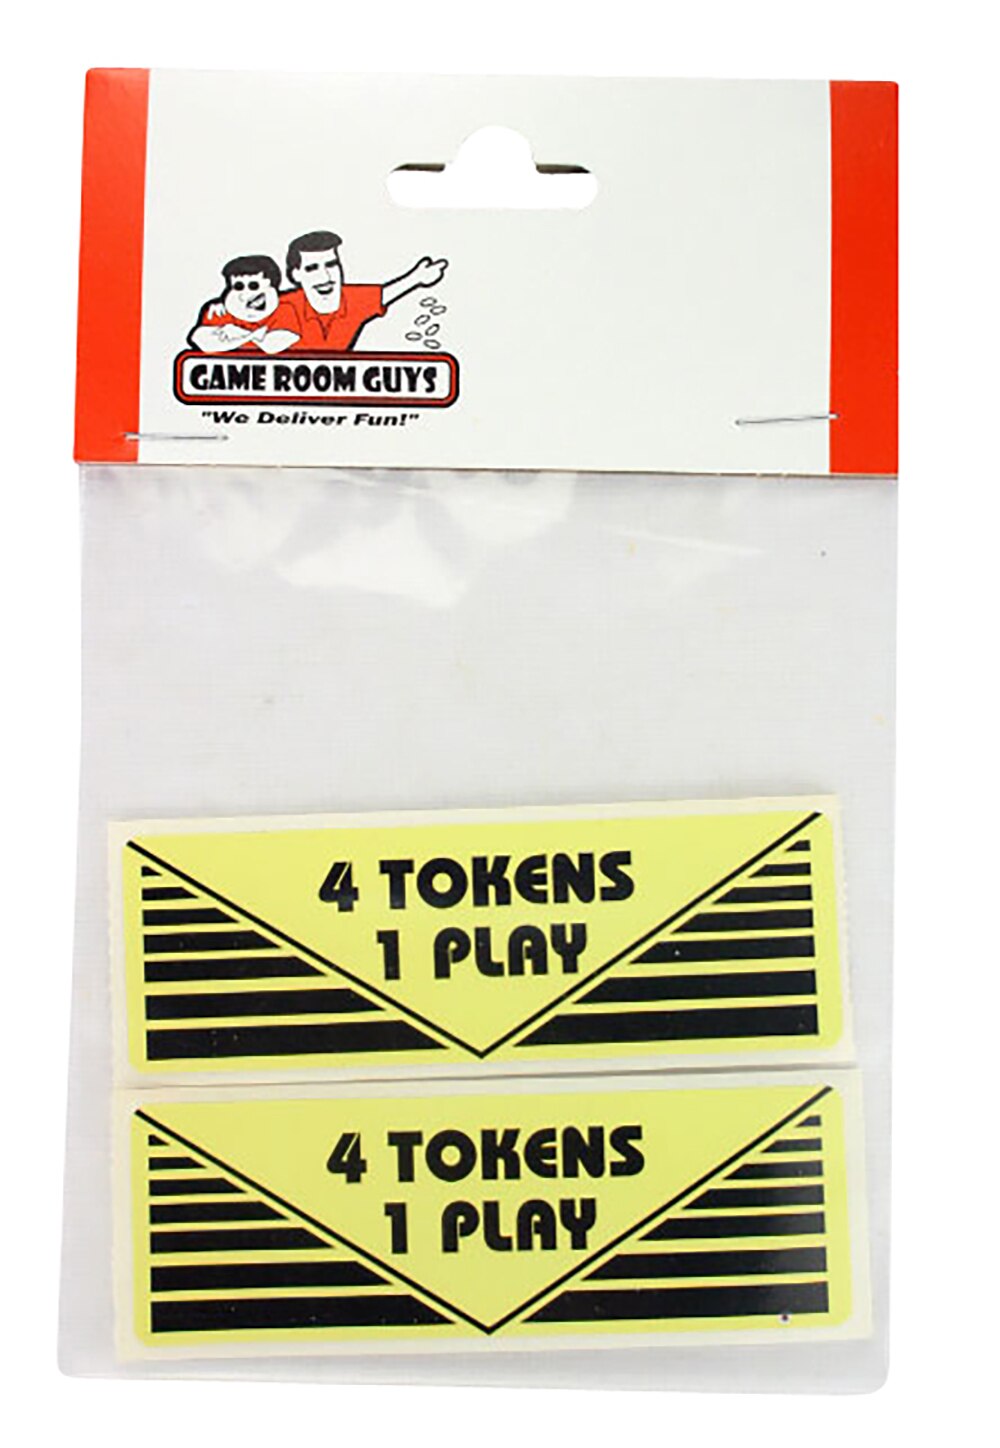 GAME ROOM GUYS
"We Deliver Fun!"
4 TOKENS
1 PLAY
4 TOKENS
1 PLAY